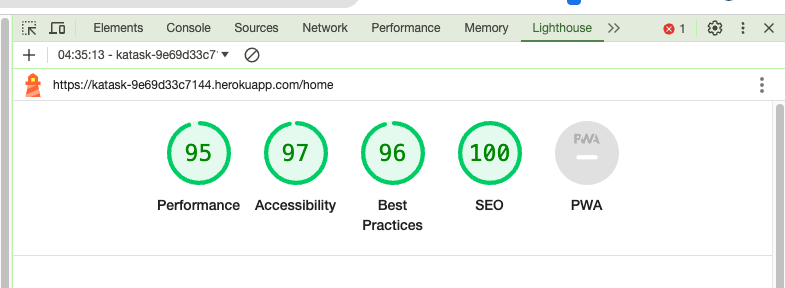 Elements Console Sources Network Performance Memory Lighthouse 1
04:35:13 - katask-9e69d33c7
https://katask-9e69d33c7144.herokuapp.com/home
95 97 96 100 PWA
Performance Accessibility Best Practices SEO PWA